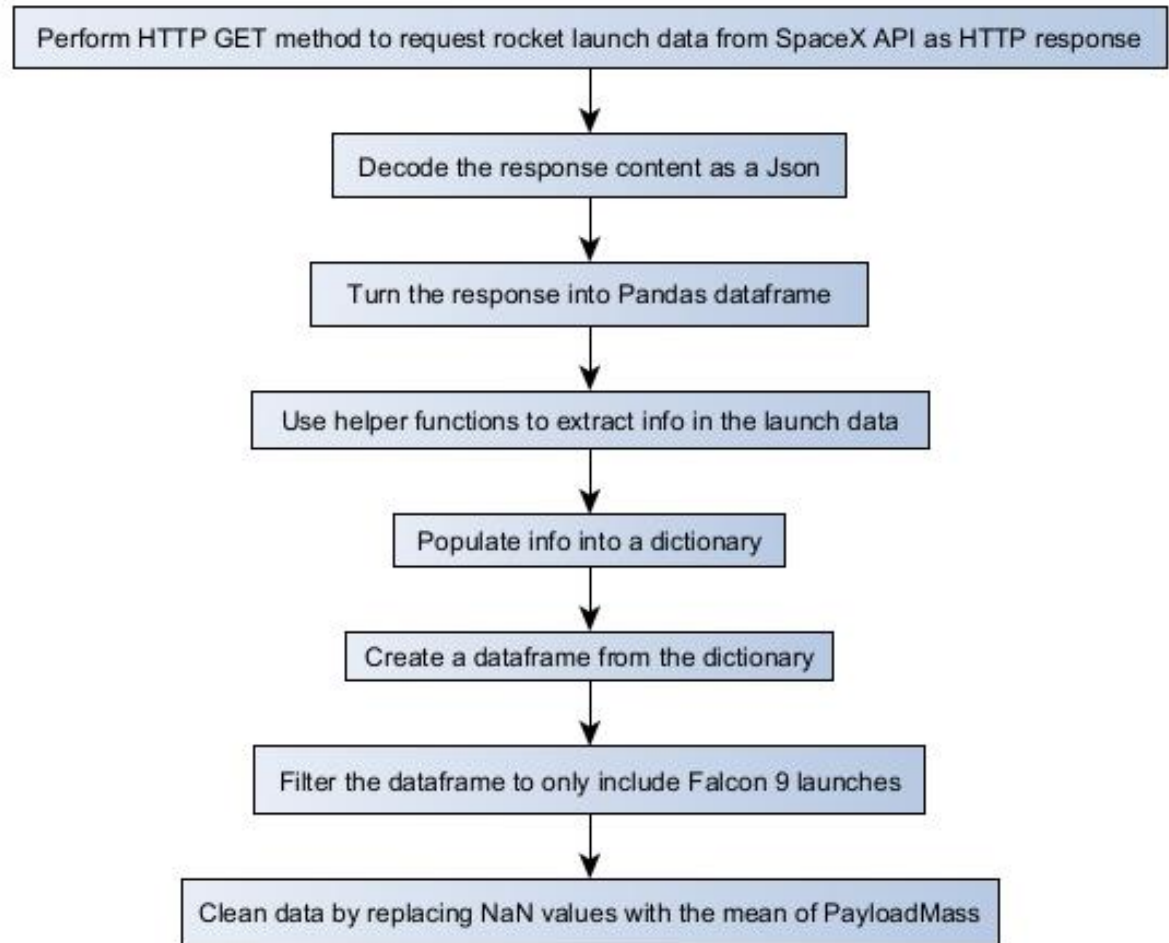 Perform HTTP GET method to request rocket launch data from SpaceX API as HTTP response
Decode the response content as a Json
Turn the response into Pandas dataframe
Use helper functions to extract info in the launch data
Populate info into a dictionary
Create a dataframe from the dictionary
Filter the dataframe to only include Falcon 9 launches
Clean data by replacing NaN values with the mean of PayloadMass